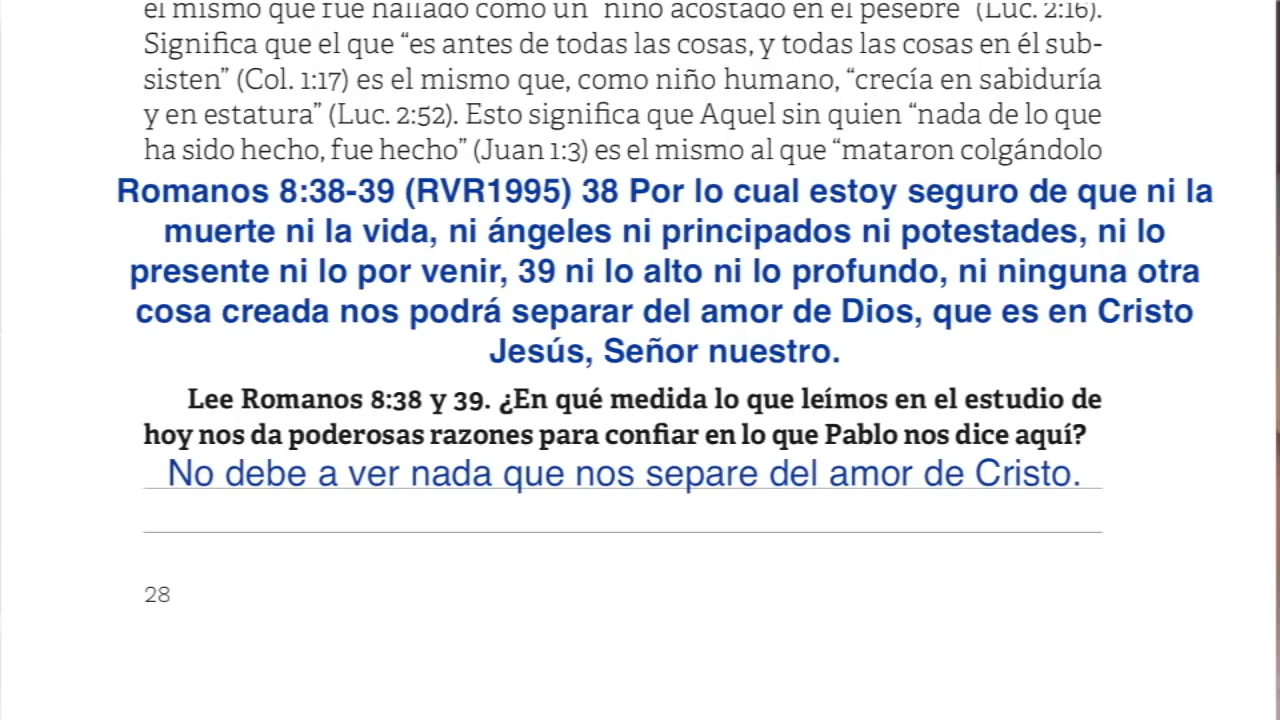 el mismo que fue hallado como un “niño acostado en el pesebre” (Luc. 2:16).
Significa que el que “es antes de todas las cosas, y todas las cosas en él sub-
sisten” (Col. 1:17) es el mismo que, como niño humano, “crecía en sabiduría
y en estatura” (Luc. 2:52). Esto significa que Aquel sin quien “nada de lo que
ha sido hecho, fue hecho” (Juan 1:3) es el mismo al que “mataron colgándolo
Romanos 8:38-39 (RVR1995) 38 Por lo cual estoy seguro de que ni la
muerte ni la vida, ni ángeles ni principados ni potestades, ni lo
presente ni lo por venir, 39 ni lo alto ni lo profundo, ni ninguna otra
cosa creada nos podrá separar del amor de Dios, que es en Cristo
Jesús, Señor nuestro.
Lee Romanos 8:38 y 39. ¿En qué medida lo que leímos en el estudio de
hoy nos da poderosas razones para confiar en lo que Pablo nos dice aquí?
No debe a ver nada que nos separe del amor de Cristo.
28